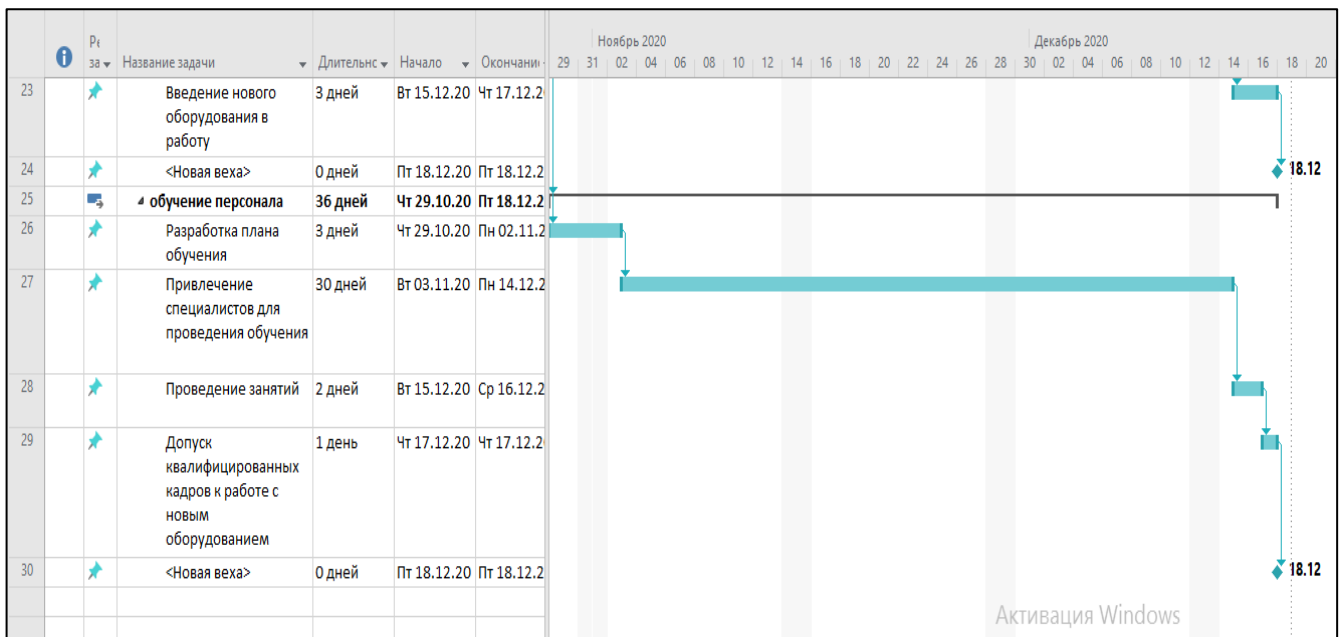 Ре
за Название задачи Длительнс Начало Окончани
Ноябрь 2020 Декабрь 2020
29 31 02 04 06 08 10 12 14 16 18 20 22 24 26 28 30 02 04 06 08 10 12 14 16 18 20
23 Введение нового 3 дней Вт 15.12.20 Чт 17.12.2
оборудования в
работу
24 <Новая веха> 0 дней Пт 18.12.20 Пт 18.12.2 18.12
25 обучение персонала 36 дней Чт 29.10.20 Пт 18.12.2
26 Разработка плана 3 дней Чт 29.10.20 Пн 02.11.2
обучения
27 Привлечение 30 дней Вт 03.11.20 Пн 14.12.2
специалистов для
проведения обучения
28 Проведение занятий 2 дней Вт 15.12.20 Ср 16.12.2
29 Допуск 1 день Чт 17.12.20 Чт 17.12.2
квалифицированных
кадров к работе с
новым
оборудованием
30 <Новая веха> 0 дней Пт 18.12.20 Пт 18.12.2 18.12
Активация Windows